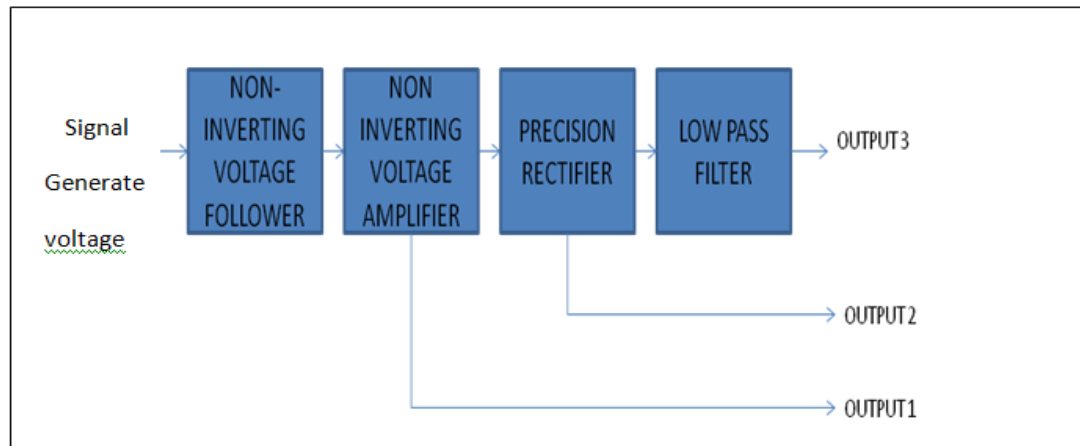 Signal
Generate
voltage
NON-
INVERTING
VOLTAGE
FOLLOWER
NON
INVERTING
VOLTAGE
AMPLIFIER
PRECISION
RECTIFIER
LOW PASS
FILTER
OUTPUT3
OUTPUT2
OUTPUT1